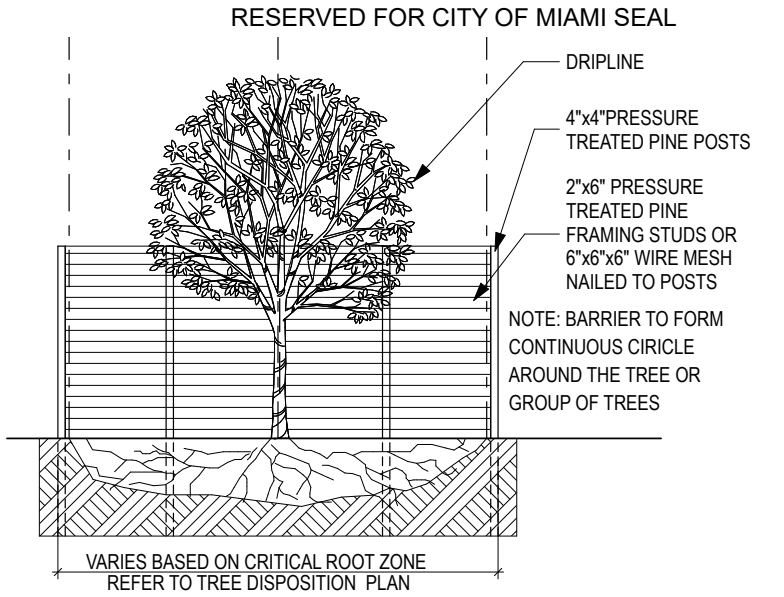 RESERVED FOR CITY OF MIAMI SEAL
DRIPLINE
4"x4"PRESSURE
TREATED PINE POSTS
2"x6" PRESSURE
TREATED PINE
FRAMING STUDS OR
6"x6"x6" WIRE MESH
NAILED TO POSTS
NOTE: BARRIER TO FORM
CONTINUOUS CIRICLE
AROUND THE TREE OR
GROUP OF TREES
VARIES BASED ON CRITICAL ROOT ZONE
REFER TO TREE DISPOSITION PLAN